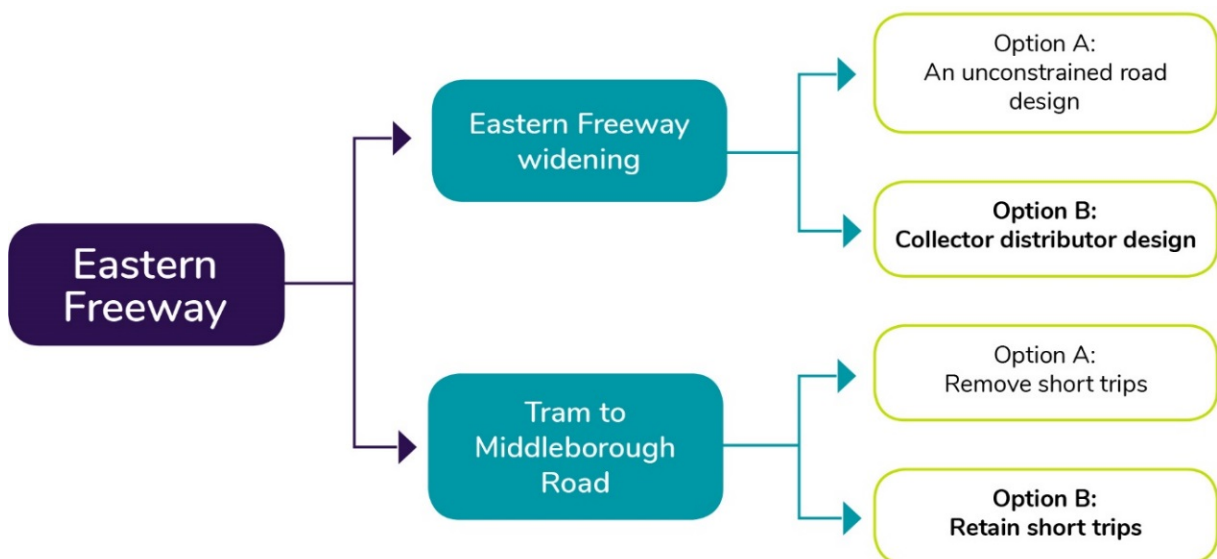 Eastern
Freeway
Eastern Freeway
widening
Option A:
An unconstrained road
design
Option B:
Collector distributor design
Tram to
Middleborough
Road
Option A:
Remove short trips
Option B:
Retain short trips